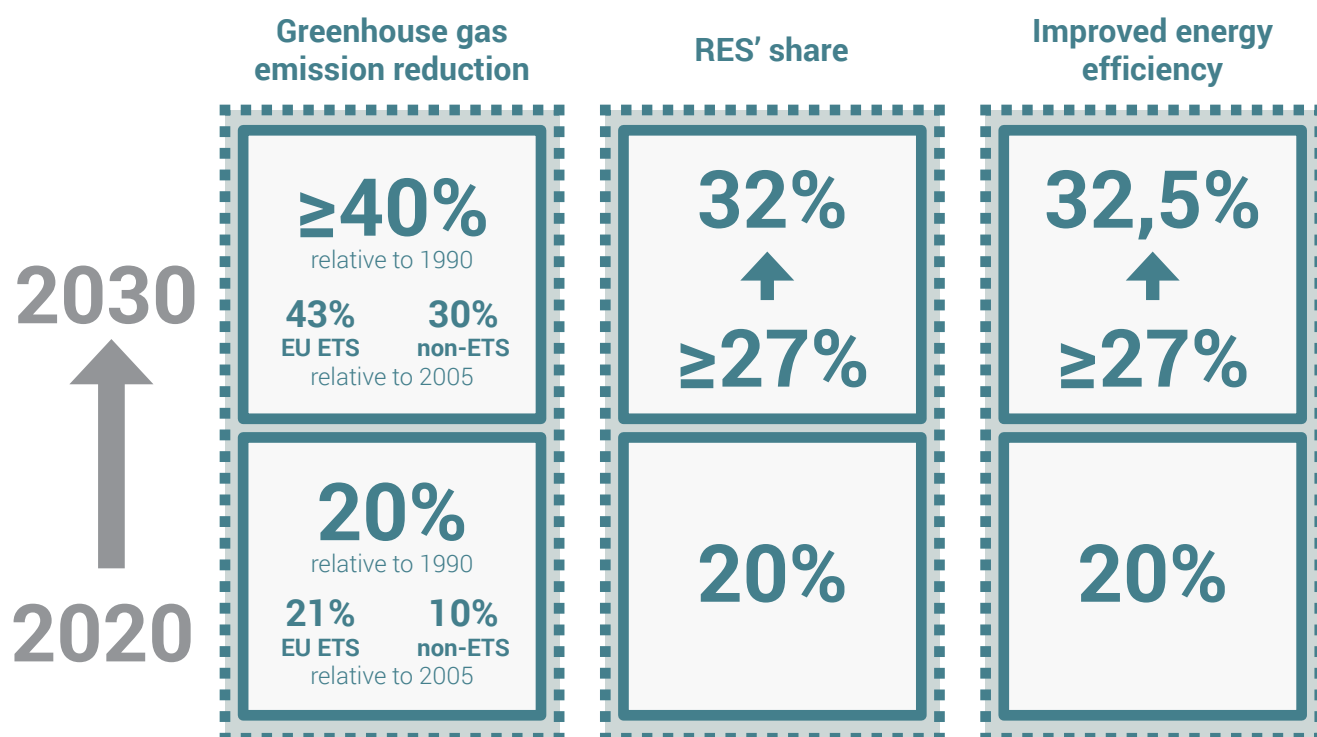 Greenhouse gas
emission reduction
RES’ share
Improved energy
efficiency
2030
≥40%
relative to 1990
43% 30%
EU ETS non-ETS
relative to 2005
32%
≥27%
32,5%
≥27%
2020
20%
relative to 1990
21% 10%
EU ETS non-ETS
relative to 2005
20%
20%